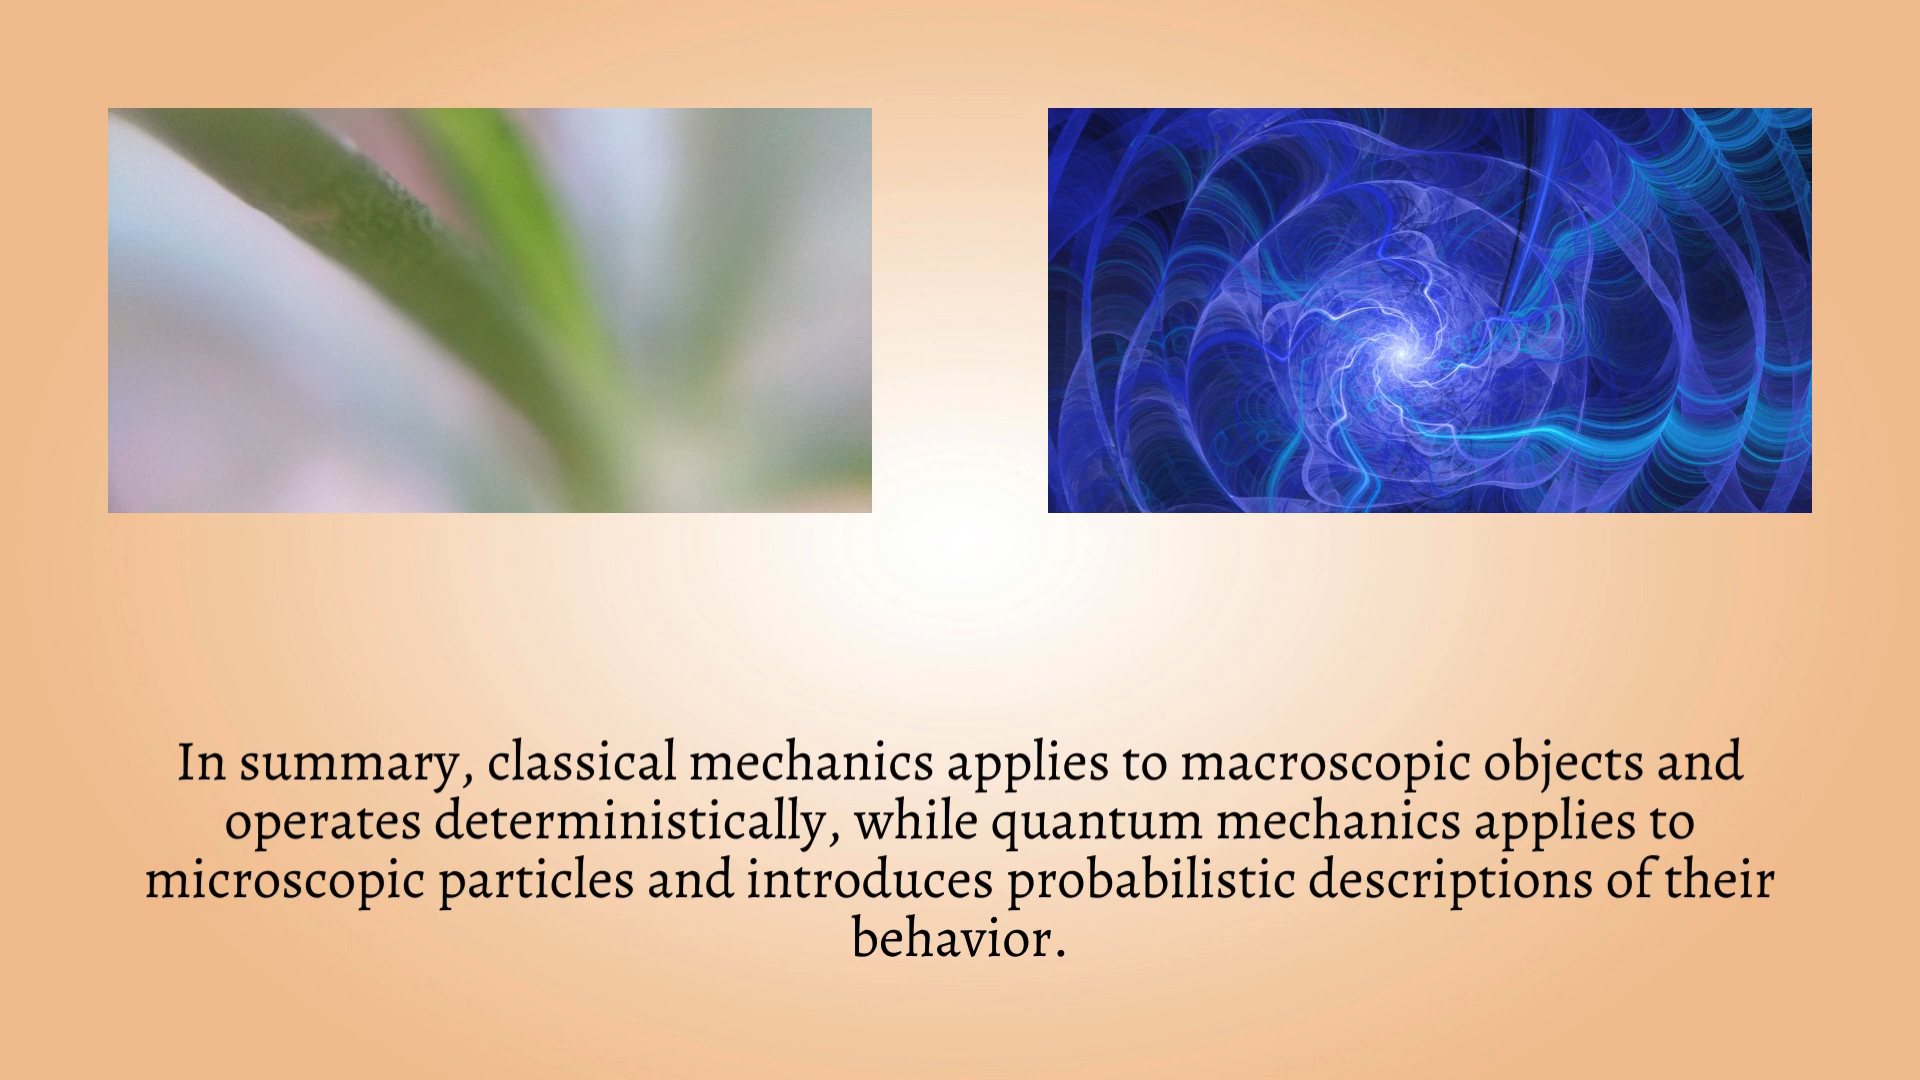 In summary, classical mechanics applies to macroscopic objects and
operates deterministically, while quantum mechanics applies to
microscopic particles and introduces probabilistic descriptions of their
behavior.